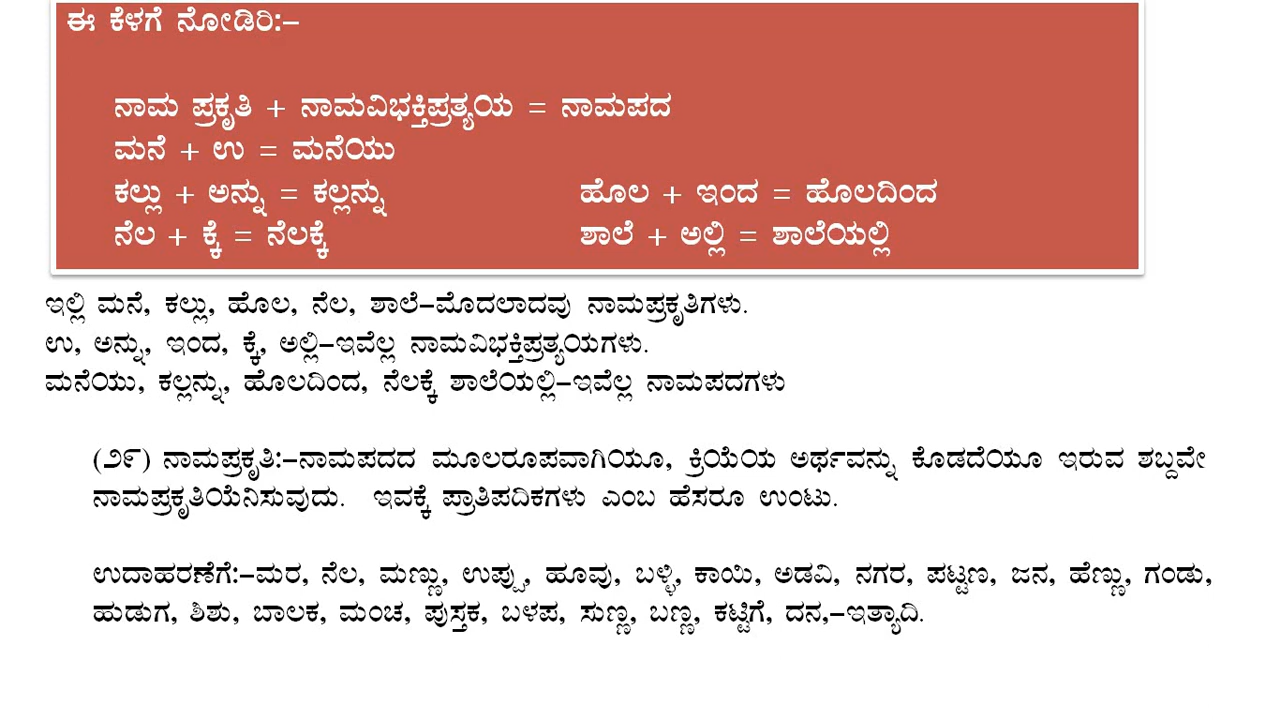 ಈ ಕೆಳಗೆ ನೋಡಿರಿ:–
ನಾಮ ಪ್ರಕೃತಿ + ನಾಮವಿಭಕ್ತಿಪ್ರತ್ಯಯ = ನಾಮಪದ
ಮನೆ + ಉ = ಮನೆಯು
ಕಲ್ಲು + ಅನ್ನು = ಕಲ್ಲನ್ನು ಹೊಲ + ಇಂದ = ಹೊಲದಿಂದ
ನೆಲ + ಕ್ಕೆ = ನೆಲಕ್ಕೆ ಶಾಲೆ + ಅಲ್ಲಿ = ಶಾಲೆಯಲ್ಲಿ
ಇಲ್ಲಿ ಮನೆ, ಕಲ್ಲು, ಹೊಲ, ನೆಲ, ಶಾಲೆ–ಮೊದಲಾದವು ನಾಮಪ್ರಕೃತಿಗಳು.
ಉ, ಅನ್ನು, ಇಂದ, ಕ್ಕೆ, ಅಲ್ಲಿ–ಇವೆಲ್ಲ ನಾಮವಿಭಕ್ತಿಪ್ರತ್ಯಯಗಳು.
ಮನೆಯು, ಕಲ್ಲನ್ನು, ಹೊಲದಿಂದ, ನೆಲಕ್ಕೆ ಶಾಲೆಯಲ್ಲಿ–ಇವೆಲ್ಲ ನಾಮಪದಗಳು
(೨೯) ನಾಮಪ್ರಕೃತಿ:–ನಾಮಪದದ ಮೂಲರೂಪವಾಗಿಯೂ, ಕ್ರಿಯೆಯ ಅರ್ಥವನ್ನು ಕೊಡದೆಯೂ ಇರುವ ಶಬ್ದವೇ
ನಾಮಪ್ರಕೃತಿಯೆನಿಸುವುದು. ಇವಕ್ಕೆ ಪ್ರಾತಿಪದಿಕಗಳು ಎಂಬ ಹೆಸರೂ ಉಂಟು.
ಉದಾಹರಣೆಗೆ:–ಮರ, ನೆಲ, ಮಣ್ಣು, ಉಪ್ಪು, ಹೂವು, ಬಳ್ಳಿ, ಕಾಯಿ, ಅಡವಿ, ನಗರ, ಪಟ್ಟಣ, ಜನ, ಹೆಣ್ಣು, ಗಂಡು,
ಹುಡುಗ, ಶಿಶು, ಬಾಲಕ, ಮಂಚ, ಪುಸ್ತಕ, ಬಳಪ, ಸುಣ್ಣ, ಬಣ್ಣ, ಕಟ್ಟಿಗೆ, ದನ,–ಇತ್ಯಾದಿ.